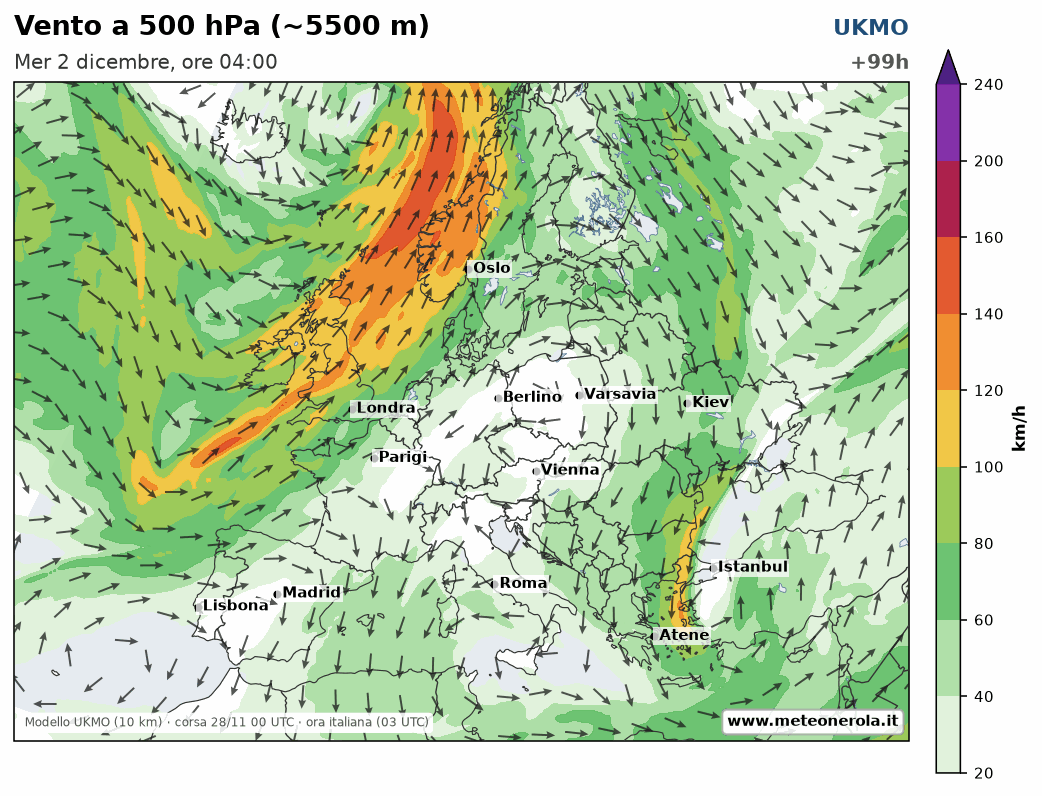 Vento a 500 hPa (~5500 m)
UKMO
Mer 2 dicembre, ore 04:00
+99h
240
200
160
140
120
100
80
60
40
20
km/h
Oslo
Berlino
Varsavia
Kiev
Londra
Parigi
Vienna
Istanbul
Roma
Madrid
Lisbona
Atene
Modello UKMO (10 km) · corsa 28/11 00 UTC · ora italiana (03 UTC)
www.meteonerola.it